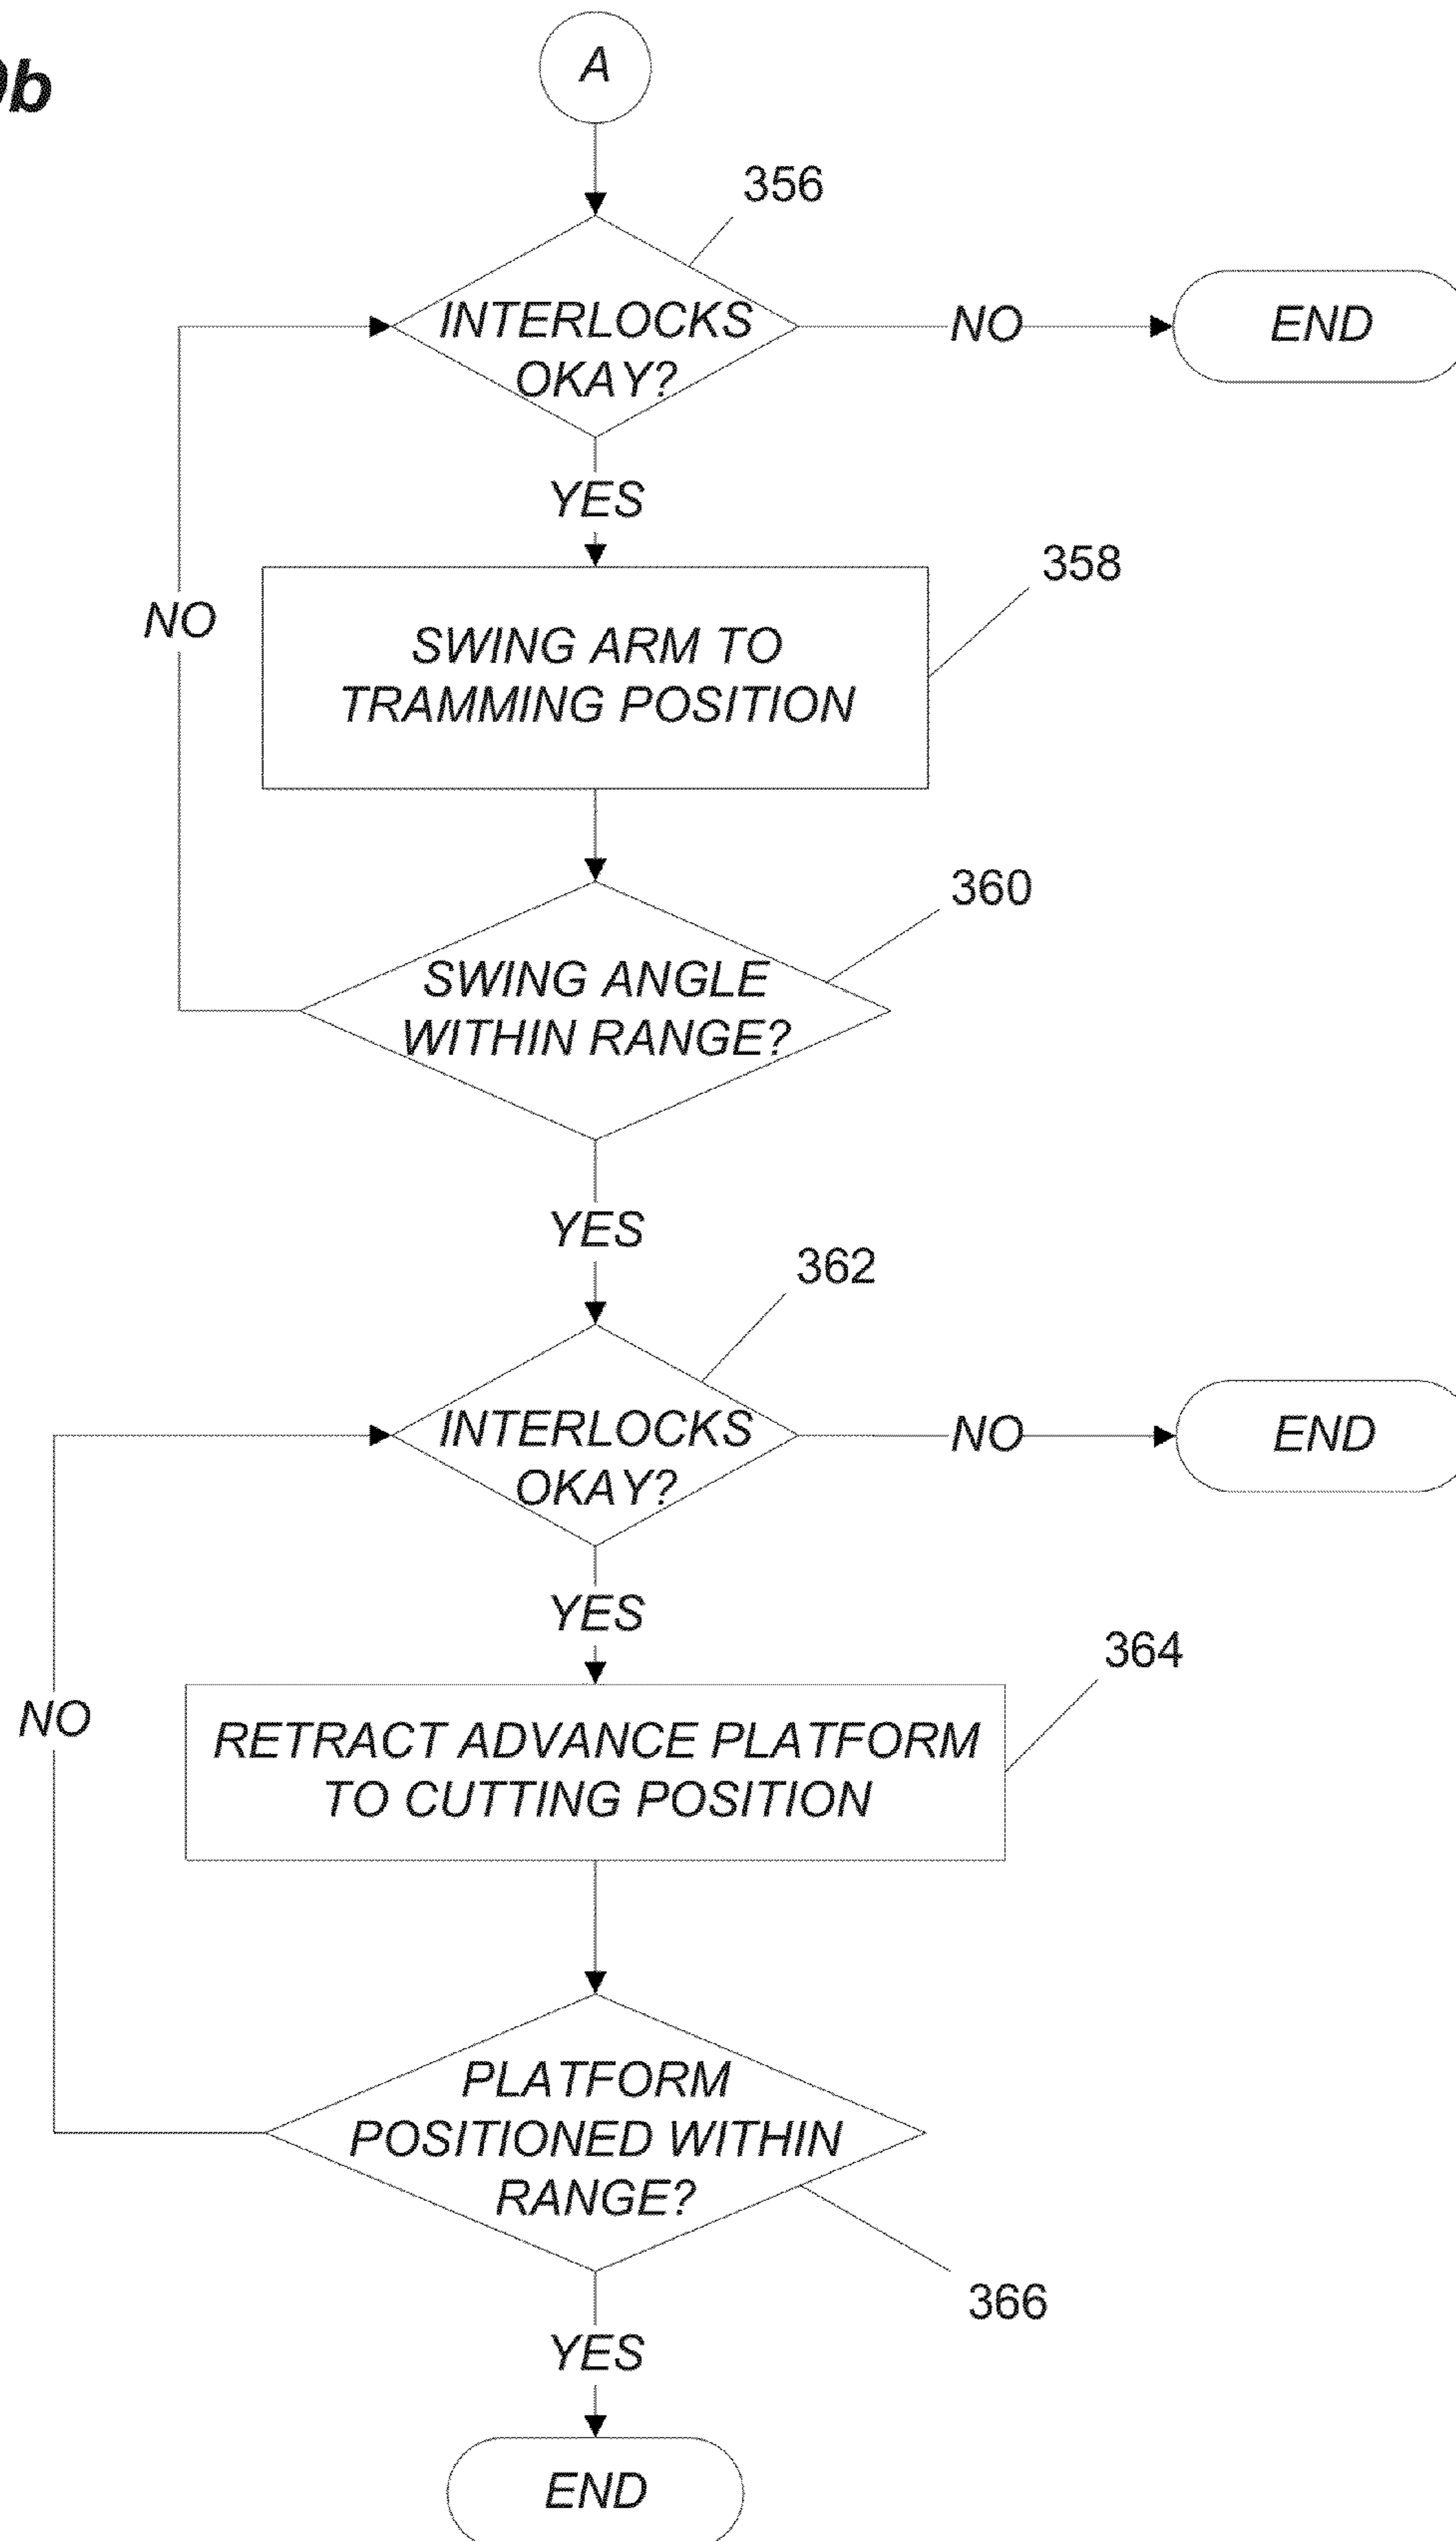 9b
A
356
INTERLOCKS
OKAY?
NO
END
YES
358
NO
SWING ARM TO
TRAMMING POSITION
360
SWING ANGLE
WITHIN RANGE?
YES
362
INTERLOCKS
OKAY?
NO
END
YES
364
NO
RETRACT ADVANCE PLATFORM
TO CUTTING POSITION
PLATFORM
POSITIONED WITHIN
RANGE?
366
YES
END